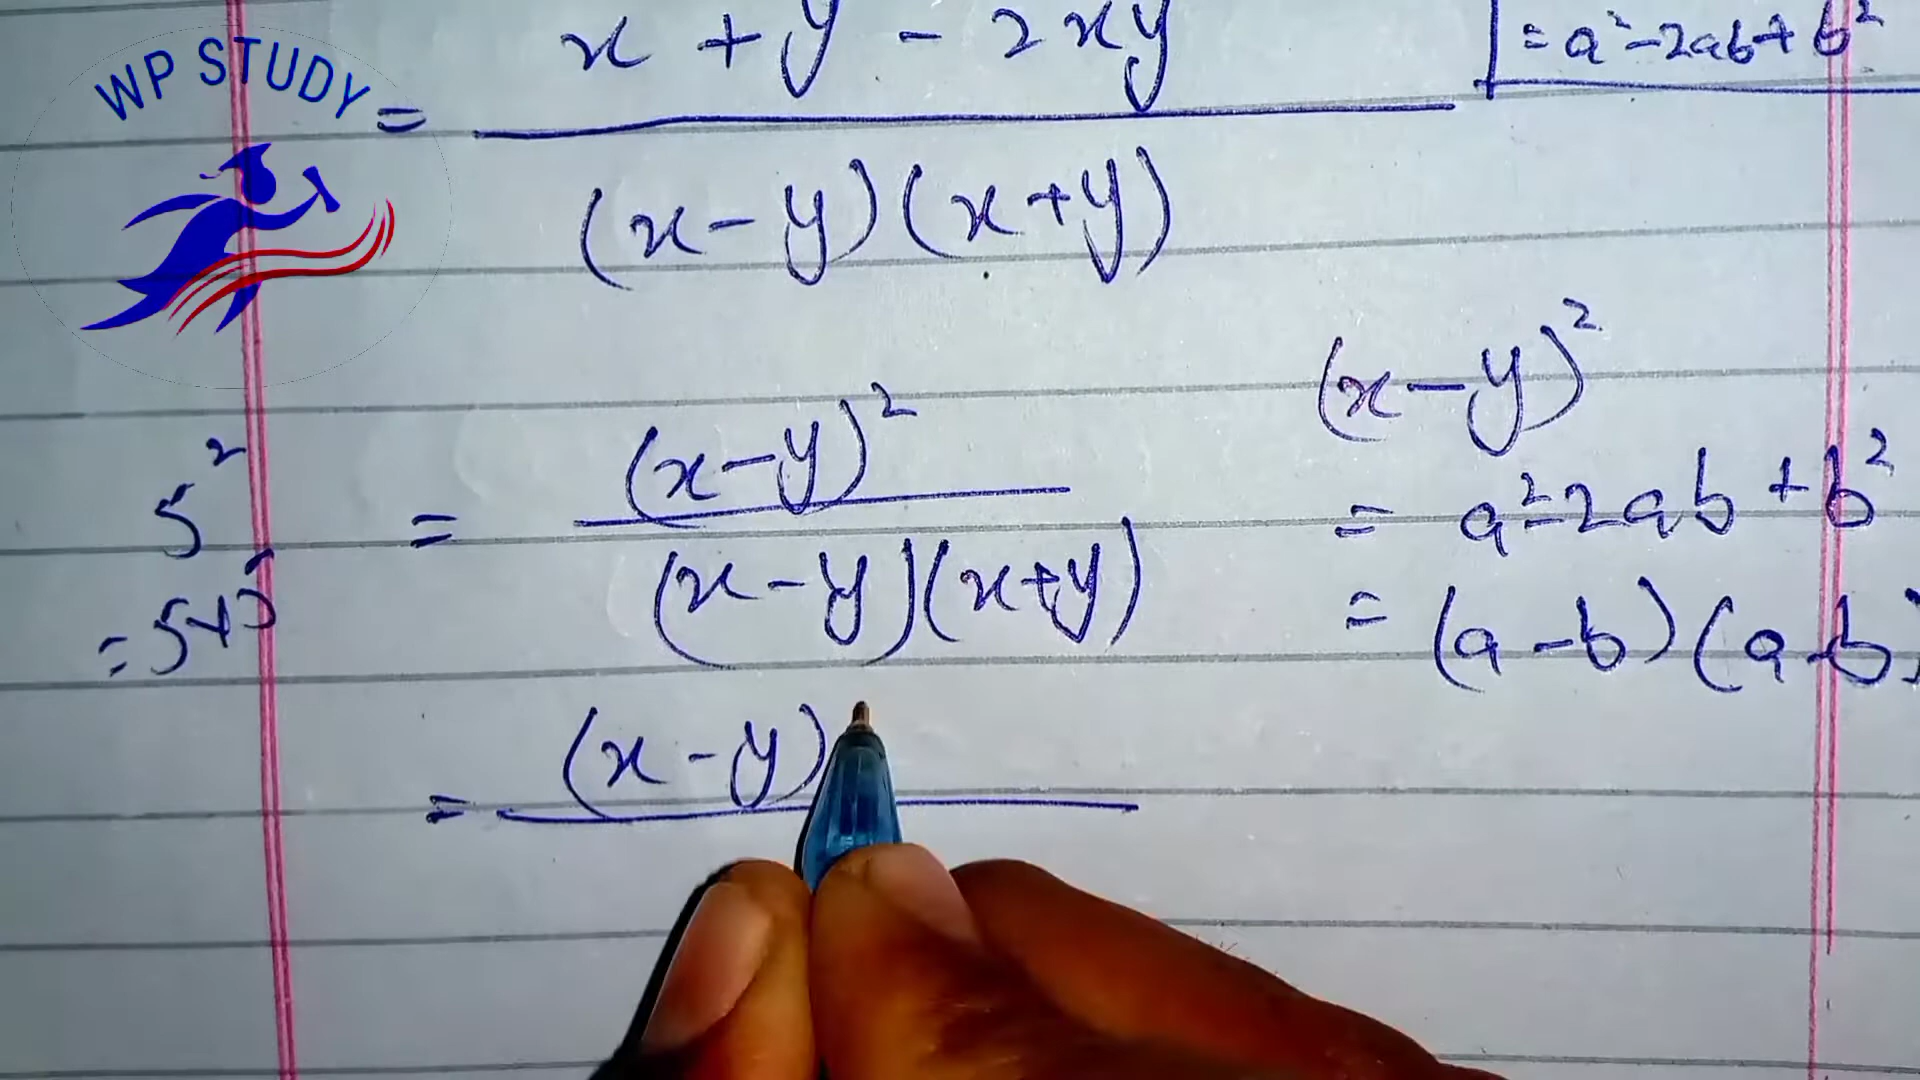 WP STUDY
x + y - 2xy
= a²-2ab+b²
=
(x-y)(x+y)
(x-y)²
(x-y)²
5²
=
= a²-2ab+b²
(x-y)(x+y)
= (a-b)(a-b)
(x-y)
=